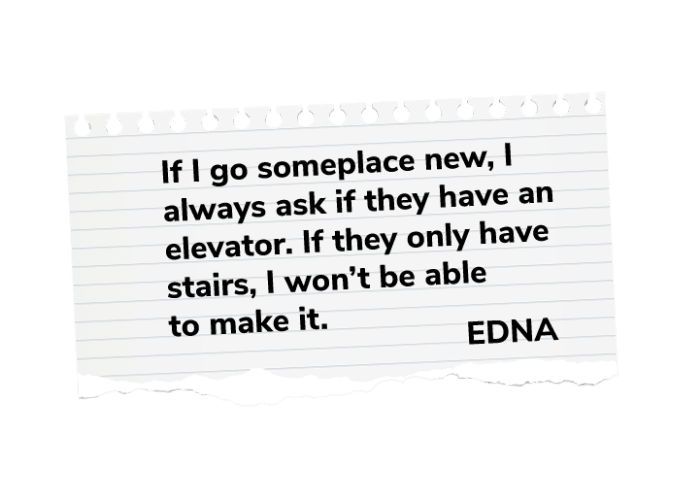 If I go someplace new, I
always ask if they have an
elevator. If they only have
stairs, I won’t be able
to make it.
EDNA